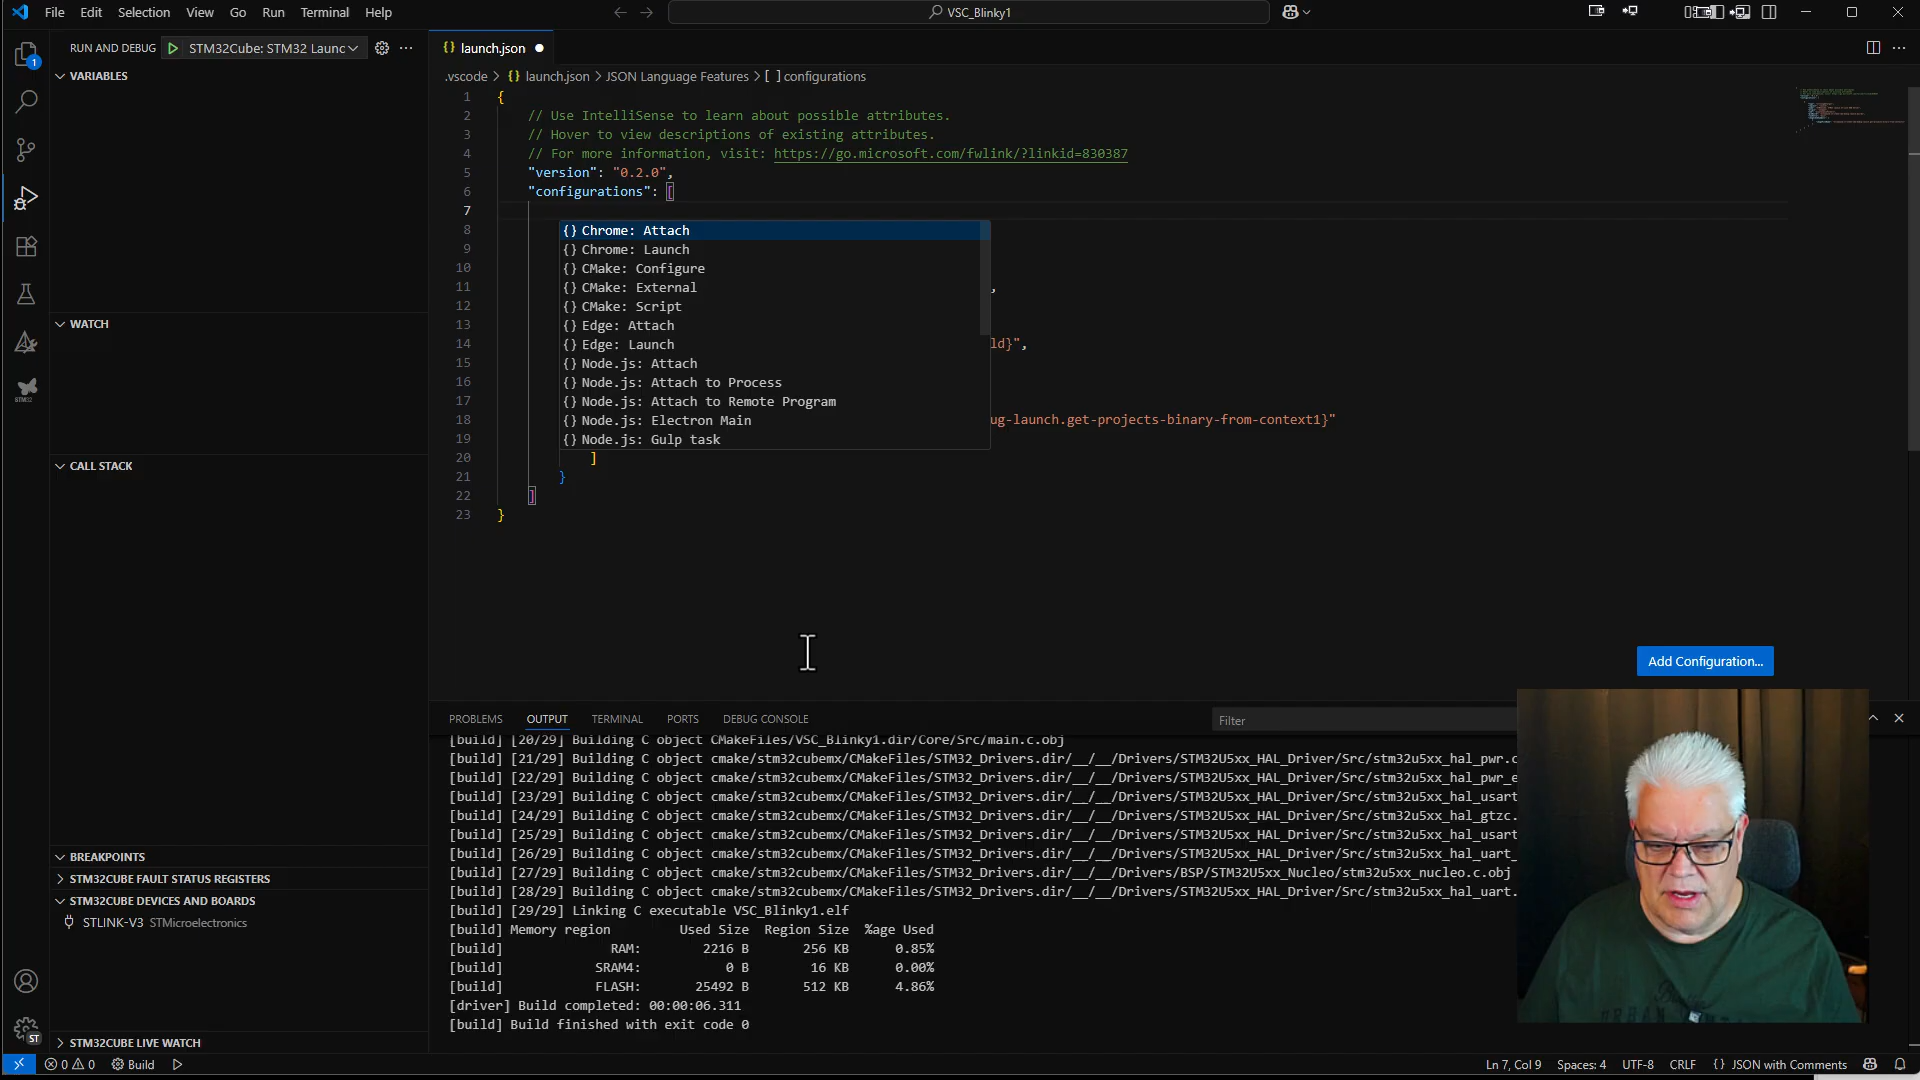 File Edit Selection View Go Run Terminal Help
VSC_Blinky1
RUN AND DEBUG
STM32Cube: STM32 Launc
VARIABLES
WATCH
CALL STACK
BREAKPOINTS
STM32CUBE FAULT STATUS REGISTERS
STM32CUBE DEVICES AND BOARDS
STLINK-V3 STMicroelectronics
STM32CUBE LIVE WATCH
1
STM32
ST
{} launch.json
.vscode > {} launch.json > JSON Language Features > [ ] configurations
1 {
2 // Use IntelliSense to learn about possible attributes.
3 // Hover to view descriptions of existing attributes.
4 // For more information, visit: https://go.microsoft.com/fwlink/?linkid=830387
5 "version": "0.2.0",
6 "configurations": [
7
8 {} Chrome: Attach
9 {} Chrome: Launch
10 {} CMake: Configure
11 {} CMake: External ,
12 {} CMake: Script
13 {} Edge: Attach
14 {} Edge: Launch ld}",
15 {} Node.js: Attach
16 {} Node.js: Attach to Process
17 {} Node.js: Attach to Remote Program
18 {} Node.js: Electron Main ug-launch.get-projects-binary-from-context1}"
19 {} Node.js: Gulp task
20 ]
21 }
22 ]
23 }
Add Configuration...
PROBLEMS OUTPUT TERMINAL PORTS DEBUG CONSOLE
Filter
[build] [20/29] Building C object CMakeFiles/VSC_Blinky1.dir/Core/Src/main.c.obj
[build] [21/29] Building C object cmake/stm32cubemx/CMakeFiles/STM32_Drivers.dir/__/__/Drivers/STM32U5xx_HAL_Driver/Src/stm32u5xx_hal_pwr.c
[build] [22/29] Building C object cmake/stm32cubemx/CMakeFiles/STM32_Drivers.dir/__/__/Drivers/STM32U5xx_HAL_Driver/Src/stm32u5xx_hal_pwr_e
[build] [23/29] Building C object cmake/stm32cubemx/CMakeFiles/STM32_Drivers.dir/__/__/Drivers/STM32U5xx_HAL_Driver/Src/stm32u5xx_hal_usart
[build] [24/29] Building C object cmake/stm32cubemx/CMakeFiles/STM32_Drivers.dir/__/__/Drivers/STM32U5xx_HAL_Driver/Src/stm32u5xx_hal_gtzc.
[build] [25/29] Building C object cmake/stm32cubemx/CMakeFiles/STM32_Drivers.dir/__/__/Drivers/STM32U5xx_HAL_Driver/Src/stm32u5xx_hal_usart
[build] [26/29] Building C object cmake/stm32cubemx/CMakeFiles/STM32_Drivers.dir/__/__/Drivers/STM32U5xx_HAL_Driver/Src/stm32u5xx_hal_uart_
[build] [27/29] Building C object cmake/stm32cubemx/CMakeFiles/STM32_Drivers.dir/__/__/Drivers/BSP/STM32U5xx_Nucleo/stm32u5xx_nucleo.c.obj
[build] [28/29] Building C object cmake/stm32cubemx/CMakeFiles/STM32_Drivers.dir/__/__/Drivers/STM32U5xx_HAL_Driver/Src/stm32u5xx_hal_uart.
[build] [29/29] Linking C executable VSC_Blinky1.elf
[build] Memory region Used Size Region Size %age Used
[build] RAM: 2216 B 256 KB 0.85%
[build] SRAM4: 0 B 16 KB 0.00%
[build] FLASH: 25492 B 512 KB 4.86%
[driver] Build completed: 00:00:06.311
[build] Build finished with exit code 0
0 0 Build
Ln 7, Col 9 Spaces: 4 UTF-8 CRLF {} JSON with Comments